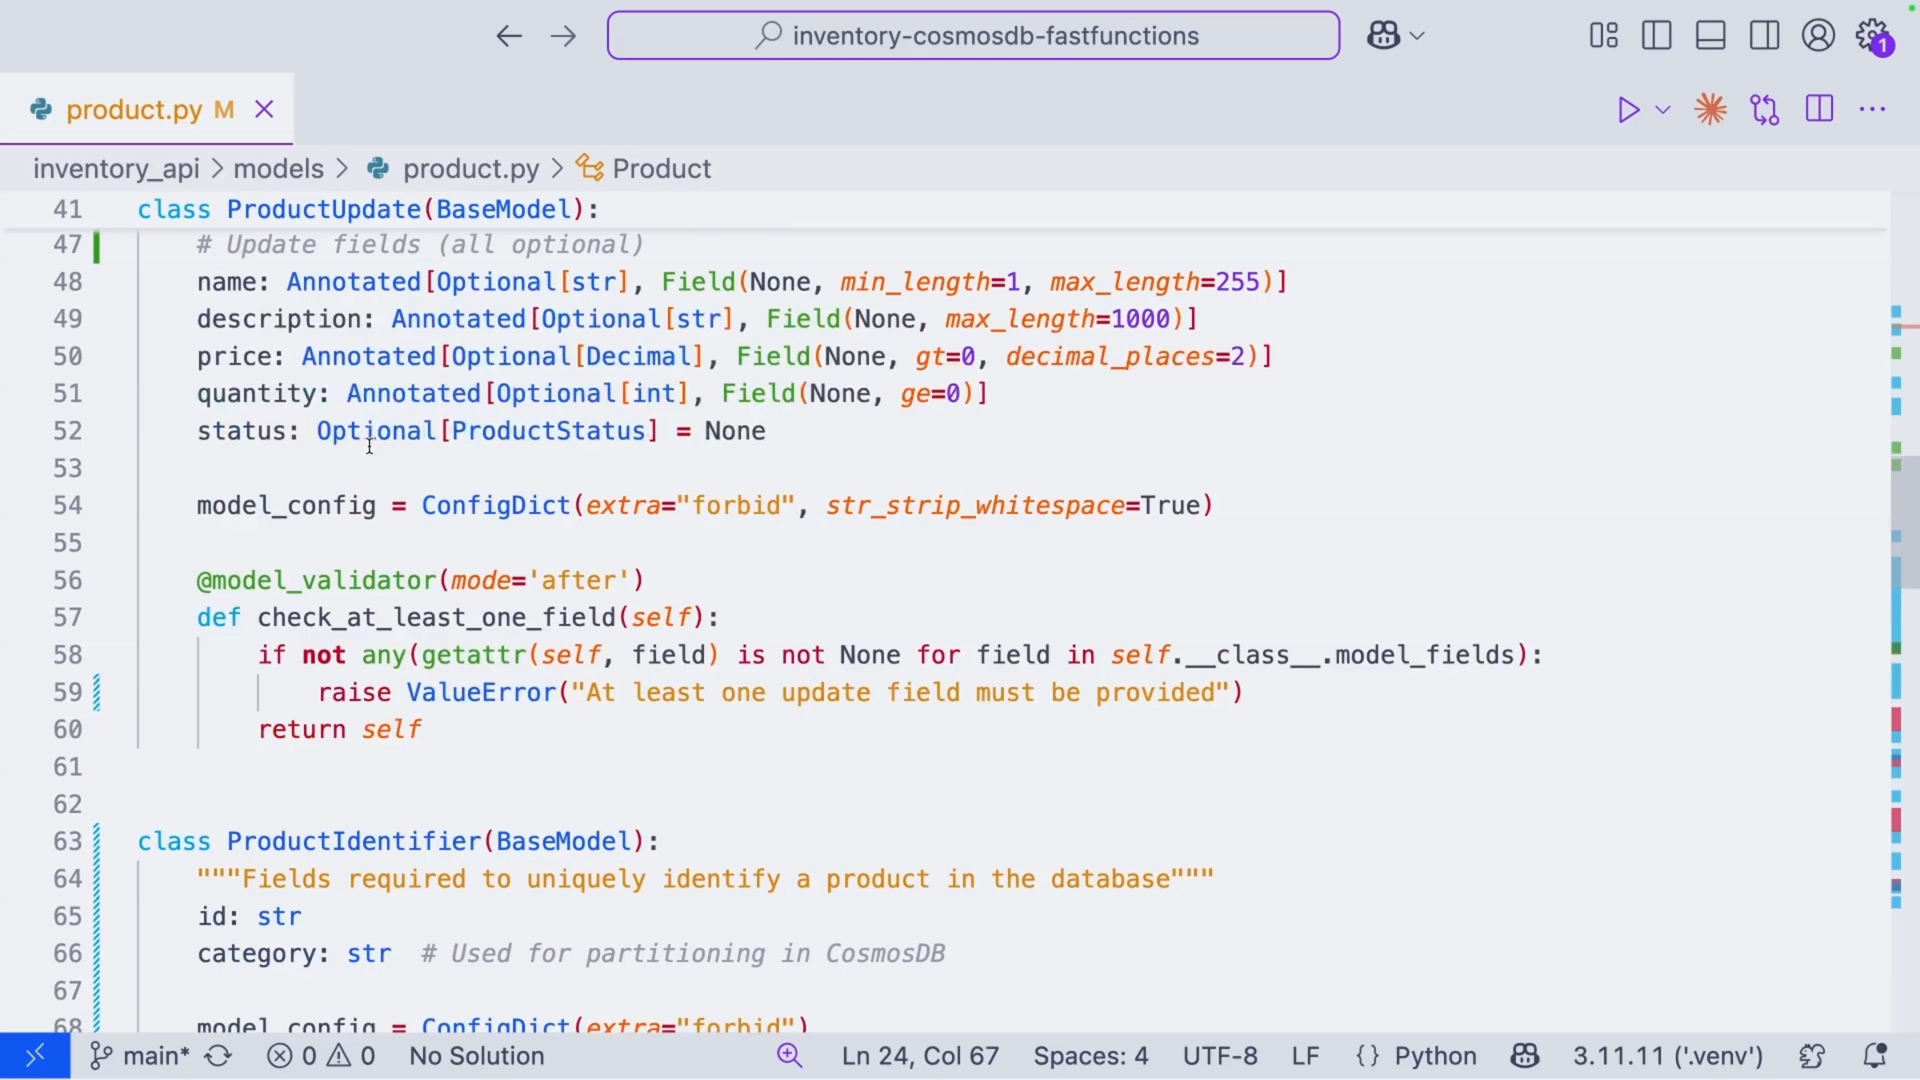 inventory-cosmosdb-fastfunctions
1
product.py M
inventory_api > models > product.py > Product
41 class ProductUpdate(BaseModel):
47 # Update fields (all optional)
48 name: Annotated[Optional[str], Field(None, min_length=1, max_length=255)]
49 description: Annotated[Optional[str], Field(None, max_length=1000)]
50 price: Annotated[Optional[Decimal], Field(None, gt=0, decimal_places=2)]
51 quantity: Annotated[Optional[int], Field(None, ge=0)]
52 status: Optional[ProductStatus] = None
53
54 model_config = ConfigDict(extra="forbid", str_strip_whitespace=True)
55
56 @model_validator(mode='after')
57 def check_at_least_one_field(self):
58 if not any(getattr(self, field) is not None for field in self.__class__.model_fields):
59 raise ValueError("At least one update field must be provided")
60 return self
61
62
63 class ProductIdentifier(BaseModel):
64 """Fields required to uniquely identify a product in the database"""
65 id: str
66 category: str # Used for partitioning in CosmosDB
67
68 model_config = ConfigDict(extra="forbid")
main* 0 0 No Solution Ln 24, Col 67 Spaces: 4 UTF-8 LF {} Python 3.11.11 ('.venv')